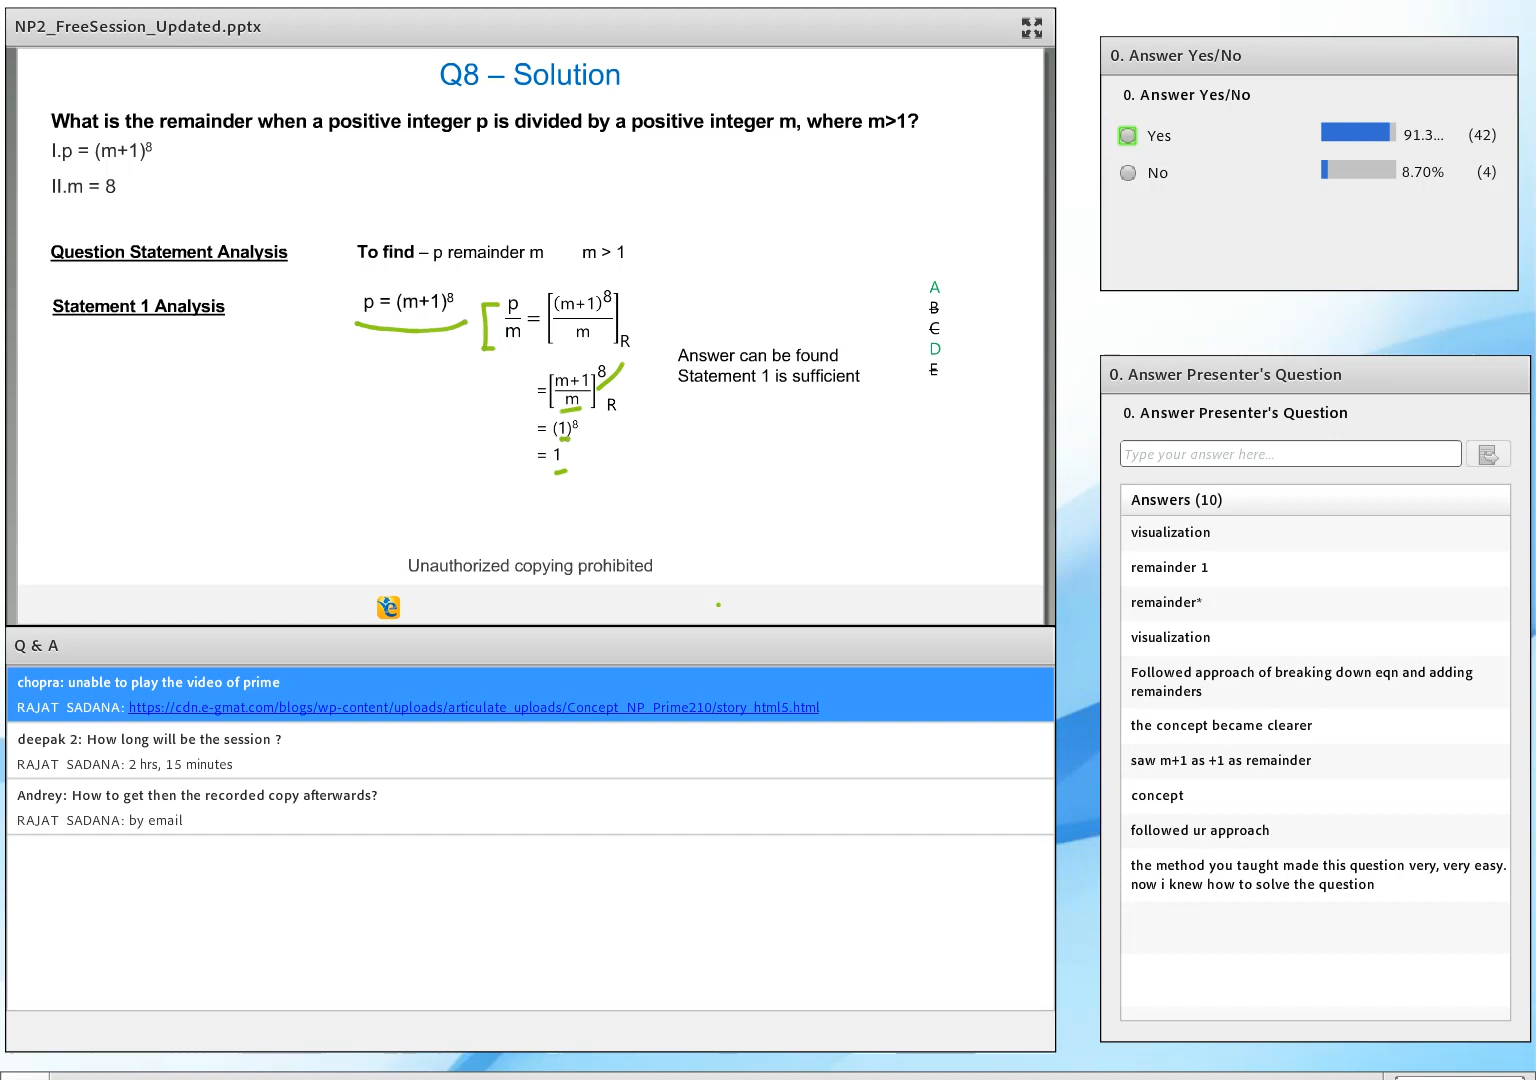 NP2_FreeSession_Updated.pptx
Q8 – Solution
What is the remainder when a positive integer p is divided by a positive integer m, where m>1?
I.p = (m+1)⁸
II.m = 8
Question Statement Analysis
To find – p remainder m m > 1
Statement 1 Analysis
p = (m+1)⁸
p/m = [(m+1)⁸/m]R
= [m+1/m]⁸ R
= (1)⁸
= 1
Answer can be found
Statement 1 is sufficient
A
B
C
D
E
Unauthorized copying prohibited
e
Q & A
chopra: unable to play the video of prime
RAJAT SADANA: https://cdn.e-gmat.com/blogs/wp-content/uploads/articulate_uploads/Concept_NP_Prime210/story_html5.html
deepak 2: How long will be the session ?
RAJAT SADANA: 2 hrs, 15 minutes
Andrey: How to get then the recorded copy afterwards?
RAJAT SADANA: by email
0. Answer Yes/No
0. Answer Yes/No
Yes 91.3... (42)
No 8.70% (4)
0. Answer Presenter's Question
0. Answer Presenter's Question
Type your answer here...
Answers (10)
visualization
remainder 1
remainder*
visualization
Followed approach of breaking down eqn and adding
remainders
the concept became clearer
saw m+1 as +1 as remainder
concept
followed ur approach
the method you taught made this question very, very easy.
now i knew how to solve the question